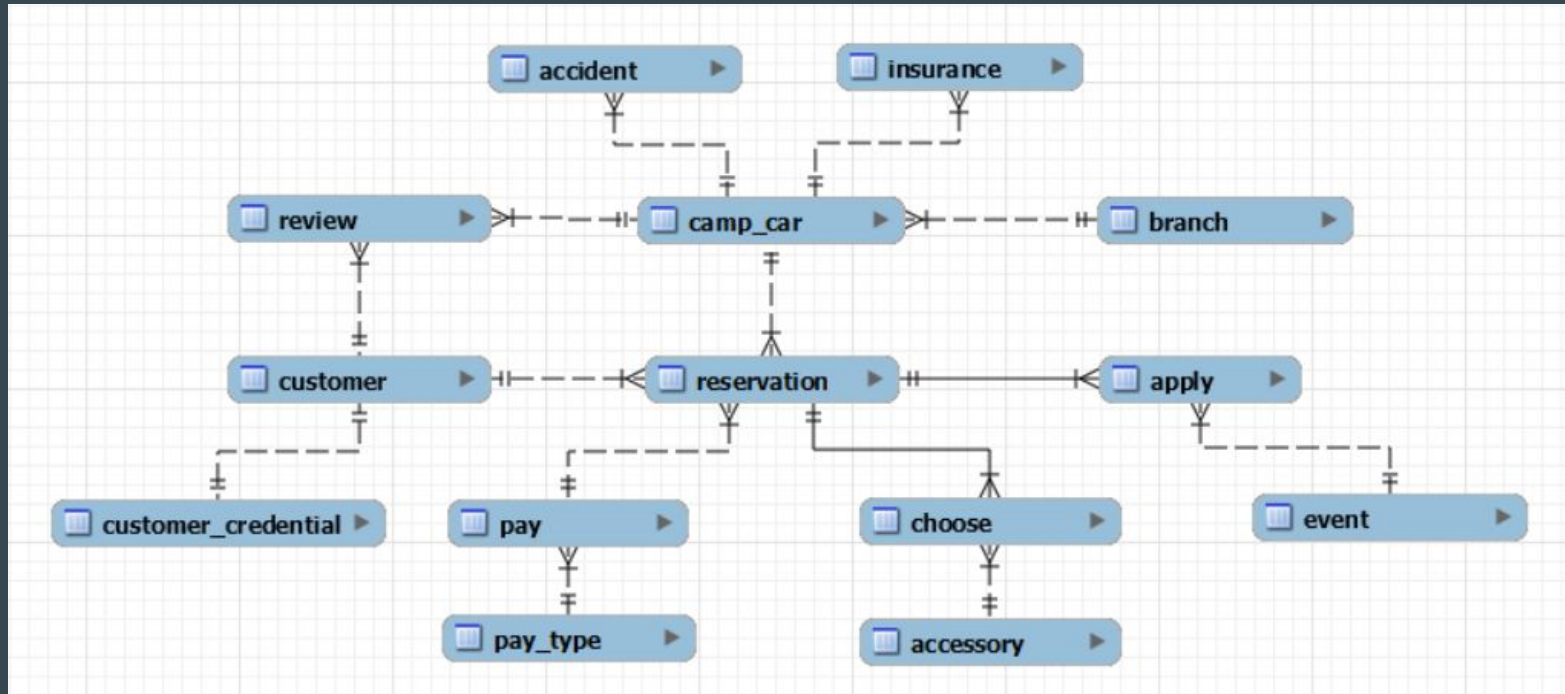 accident
insurance
review
camp_car
branch
customer
reservation
apply
customer_credential
pay
choose
event
pay_type
accessory